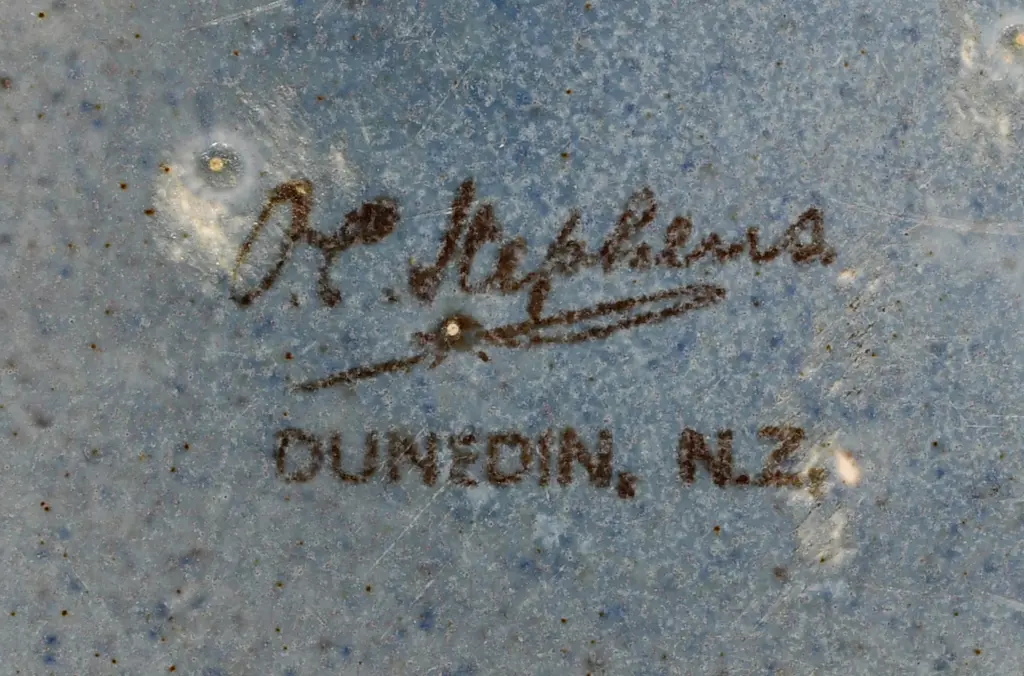 O.C. Stephens
DUNEDIN, N.Z.